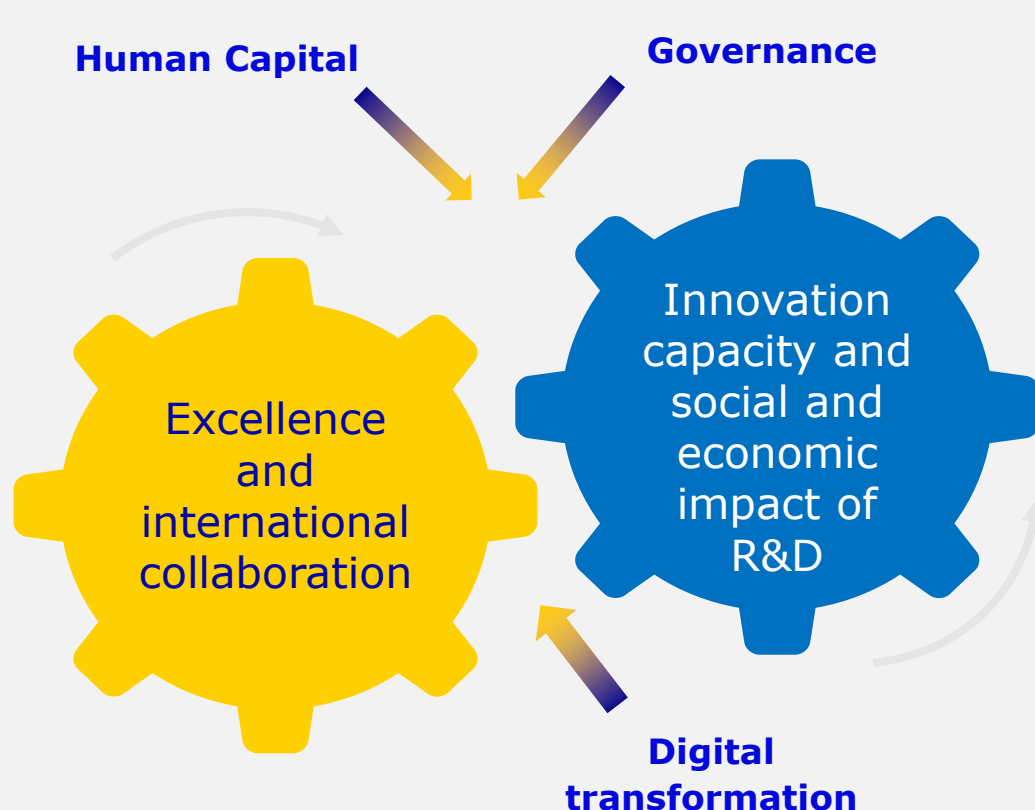 Human Capital
Governance
Excellence
and
international
collaboration
Innovation
capacity and
social and
economic
impact of
R&D
Digital
transformation